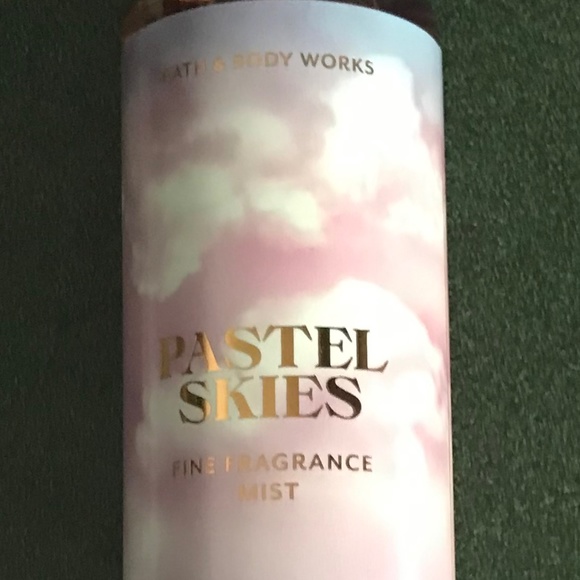 BATH & BODY WORKS
PASTEL
SKIES
FINE FRAGRANCE
MIST